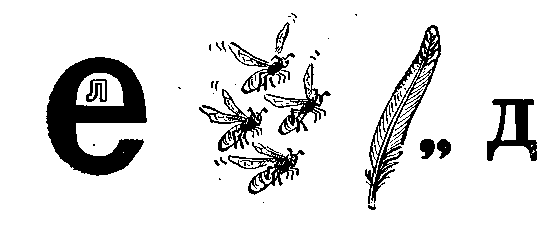 е л ,, д